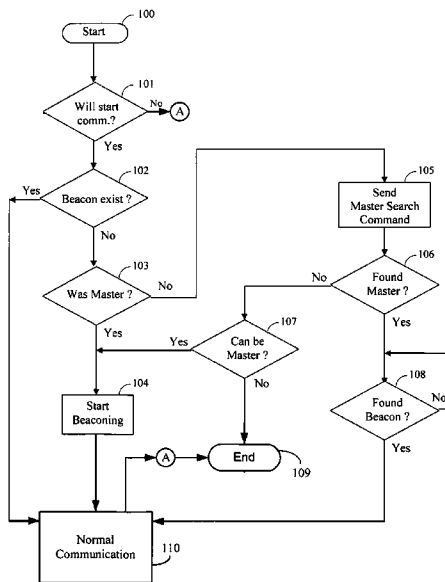 100
Start
101
Will start
comm.?
No
A
Yes
102
Yes
Beacon exist ?
No
105
Send
Master Search
Command
103
Was Master ?
No
106
No
Found
Master ?
Yes
107
Yes
Can be
Master ?
Yes
No
104
Start
Beaconing
108
Found
Beacon ?
No
Yes
A
End
109
Normal
Communication
110